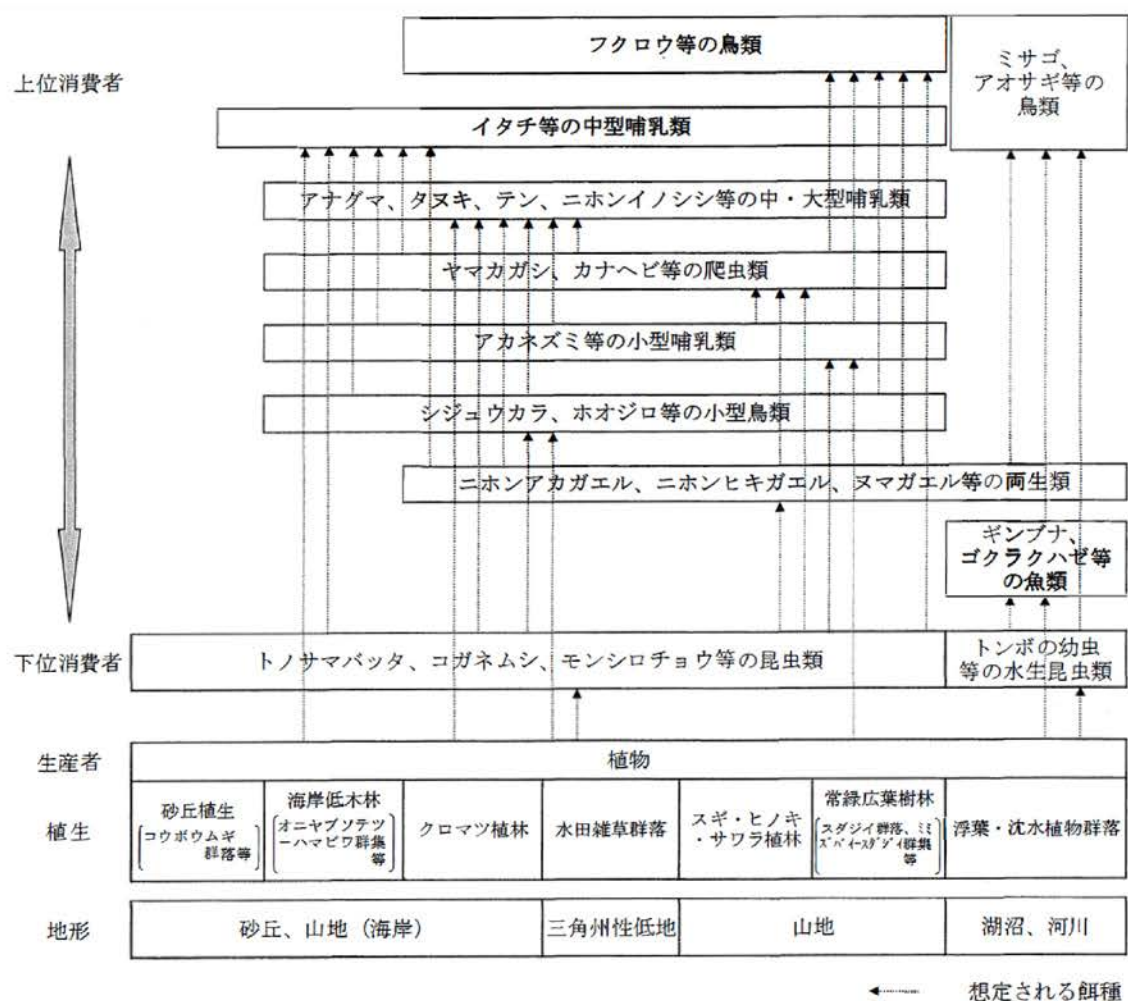 フクロウ等の鳥類
上位消費者
ミサゴ、
アオサギ等の
鳥類
イタチ等の中型哺乳類
アナグマ、タヌキ、テン、ニホンイノシシ等の中・大型哺乳類
ヤマカガシ、カナヘビ等の爬虫類
アカネズミ等の小型哺乳類
シジュウカラ、ホオジロ等の小型鳥類
ニホンアカガエル、ニホンヒキガエル、ヌマガエル等の両生類
ギンブナ、
ゴクラクハゼ等
の魚類
下位消費者
トノサマバッタ、コガネムシ、モンシロチョウ等の昆虫類
トンボの幼虫
等の水生昆虫類
生産者
植物
植生
砂丘植生
コウボウムギ
群落等
海岸低木林
オニヤブソテツ
ーハマビワ群集
等
クロマツ植林
水田雑草群落
スギ・ヒノキ
・サワラ植林
常緑広葉樹林
スダジイ群落、ミミ
ズバイースダジイ群集
等
浮葉・沈水植物群落
地形
砂丘、山地（海岸）
三角州性低地
山地
湖沼、河川
想定される餌種